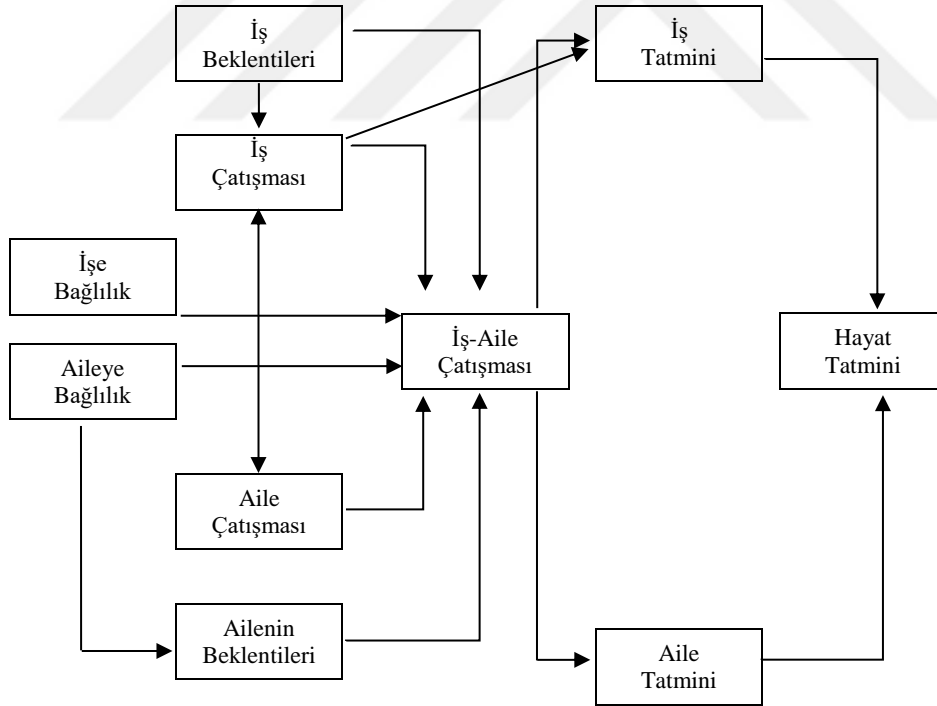 İş
Beklentileri
İş
Tatmini
İş
Çatışması
İşe
Bağlılık
İş-Aile
Çatışması
Hayat
Tatmini
Aileye
Bağlılık
Aile
Çatışması
Ailenin
Beklentileri
Aile
Tatmini